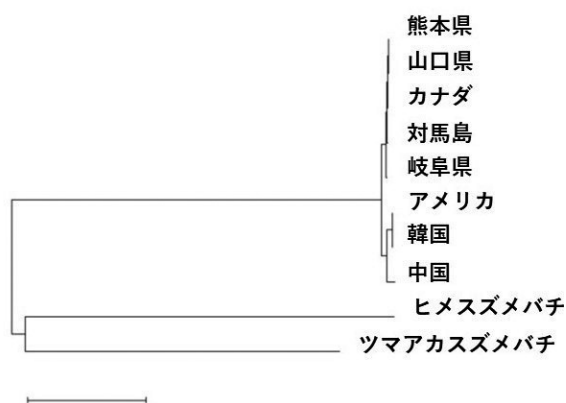 熊本県
山口県
カナダ
対馬島
岐阜県
アメリカ
韓国
中国
ヒメスズメバチ
ツマアカスズメバチ